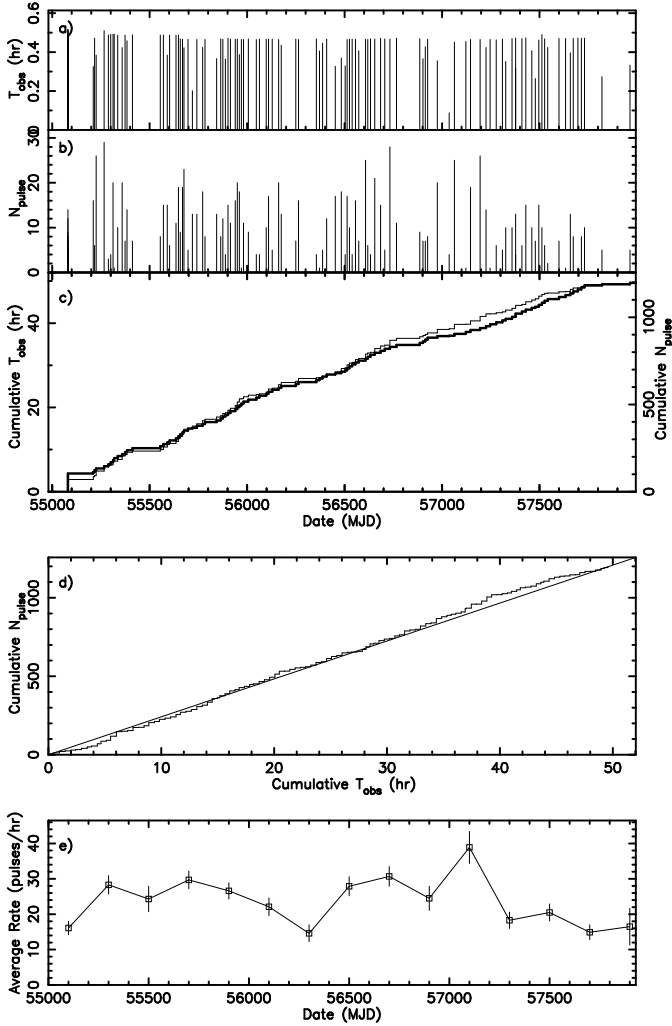 a)
T_obs (hr)
0.6
0.4
0.2
0
b)
N_pulse
30
20
10
0
c)
Cumulative T_obs (hr)
40
20
0
Cumulative N_pulse
1000
500
0
55000 55500 56000 56500 57000 57500
Date (MJD)
d)
Cumulative N_pulse
1000
500
0
0 10 20 30 40 50
Cumulative T_obs (hr)
e)
Average Rate (pulses/hr)
40
30
20
10
0
55000 55500 56000 56500 57000 57500
Date (MJD)